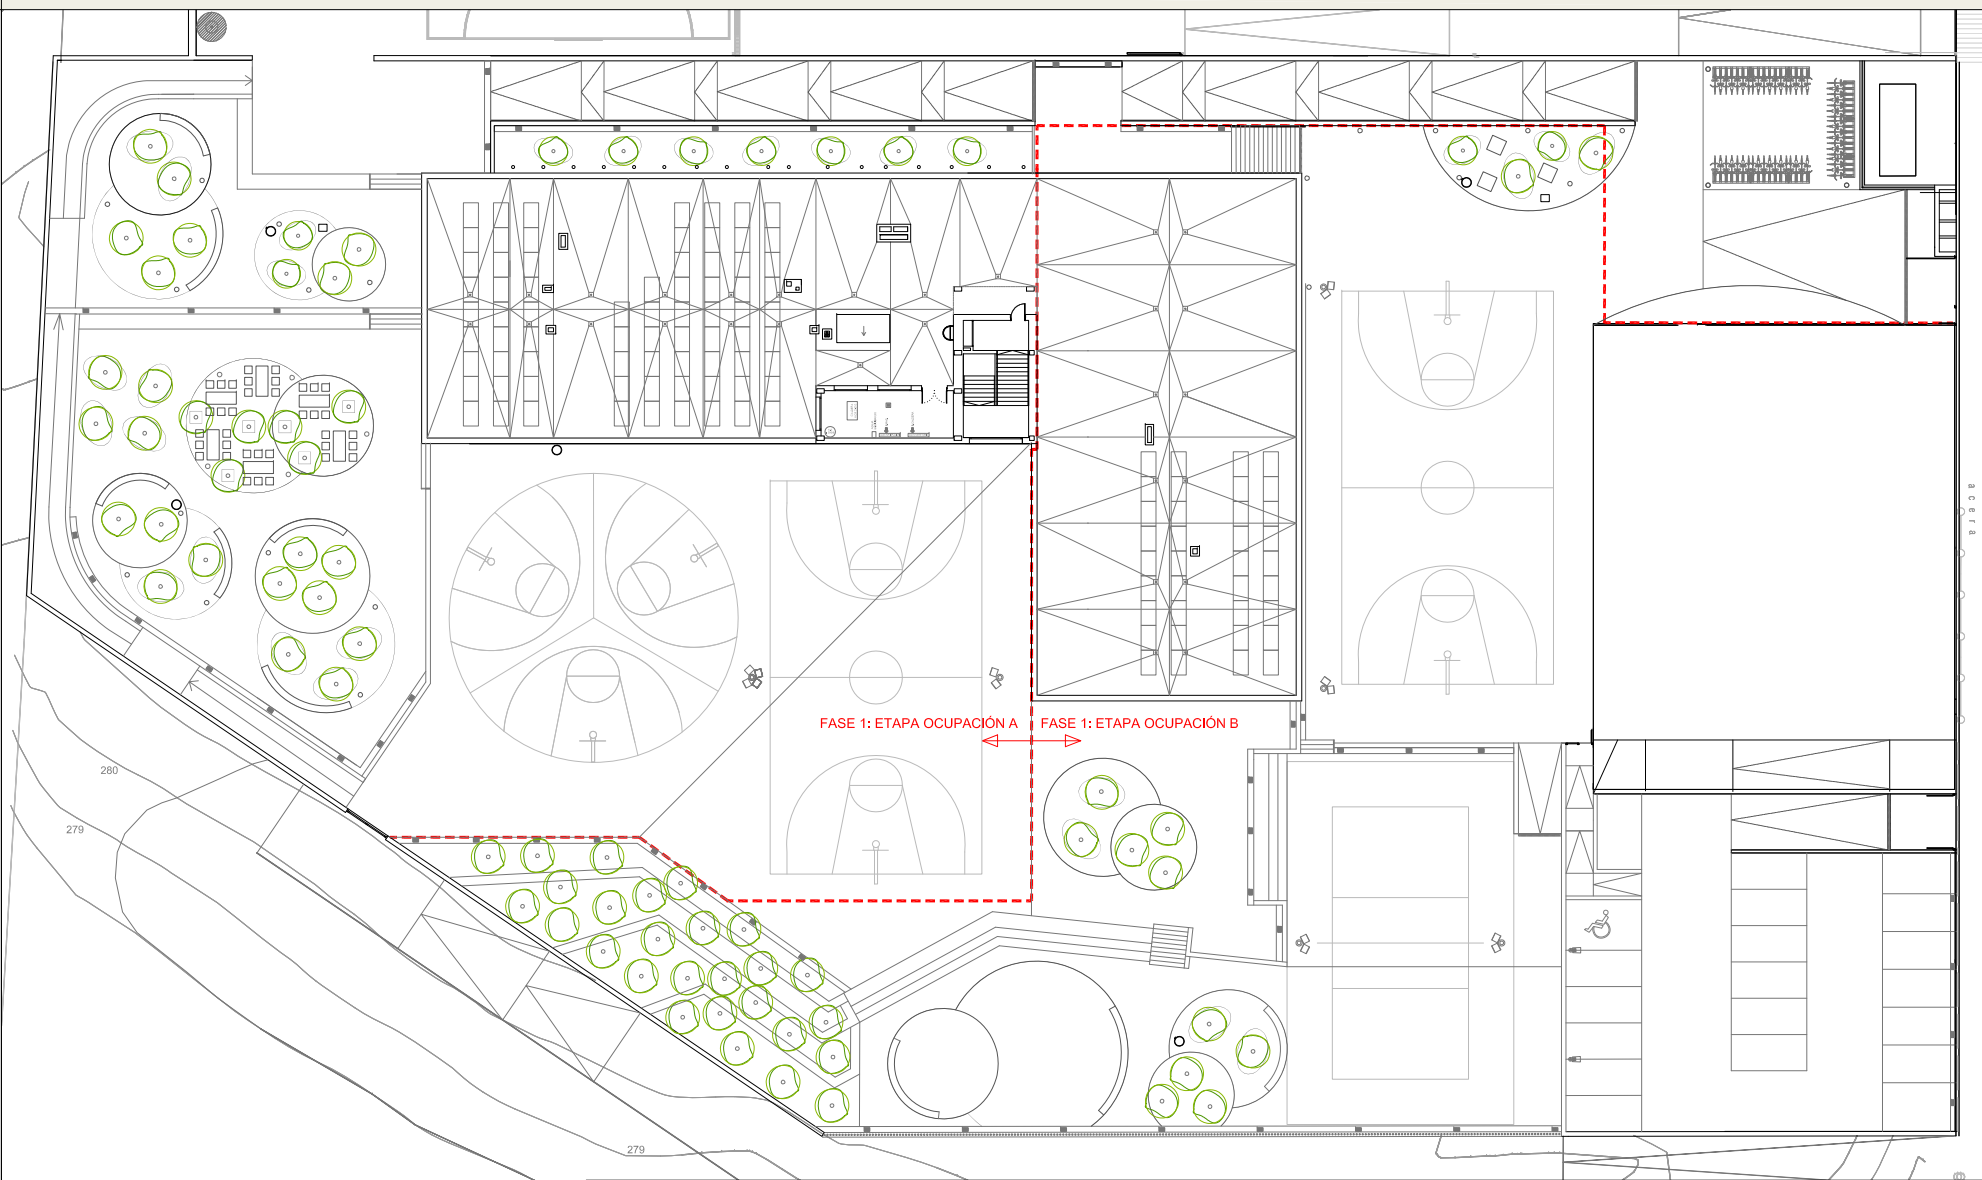 acera
FASE 1: ETAPA OCUPACIÓN A
FASE 1: ETAPA OCUPACIÓN B
280
279
279